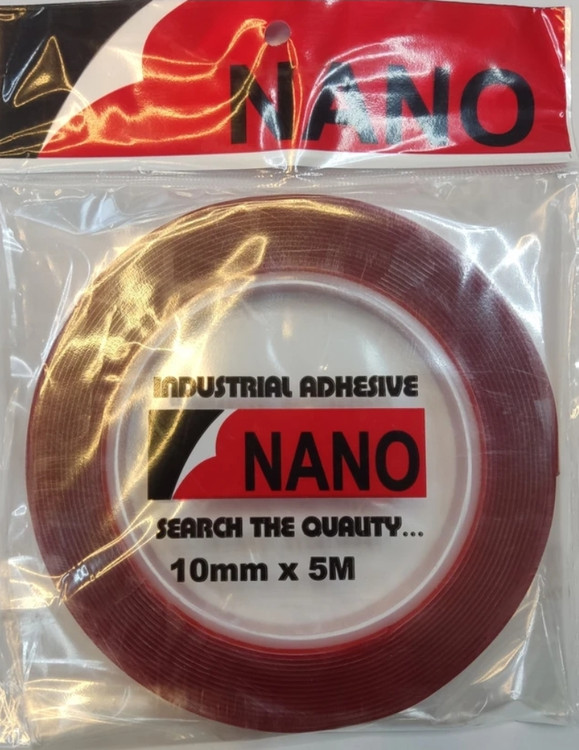 NANO
INDUSTRIAL ADHESIVE
NANO
SEARCH THE QUALITY...
10mm x 5M